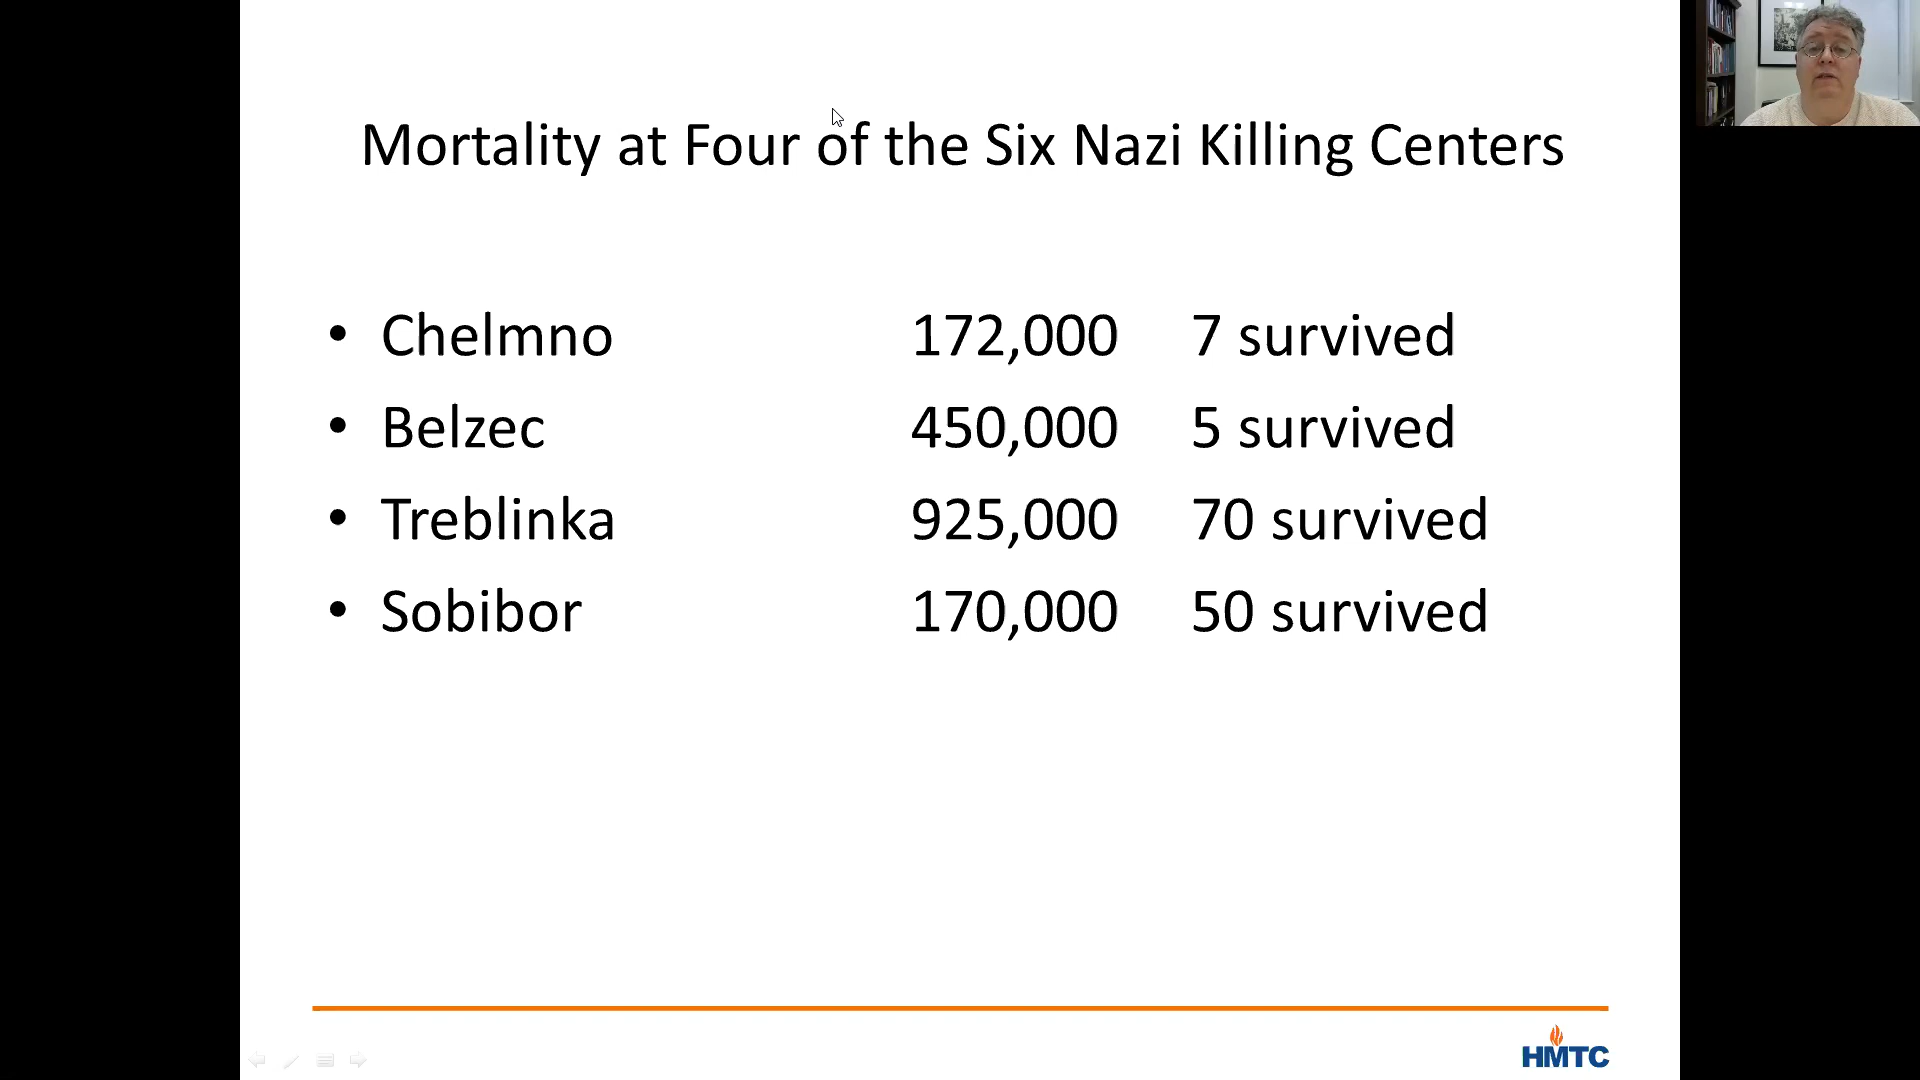 Mortality at Four of the Six Nazi Killing Centers
• Chelmno 172,000 7 survived
• Belzec 450,000 5 survived
• Treblinka 925,000 70 survived
• Sobibor 170,000 50 survived
HMTC